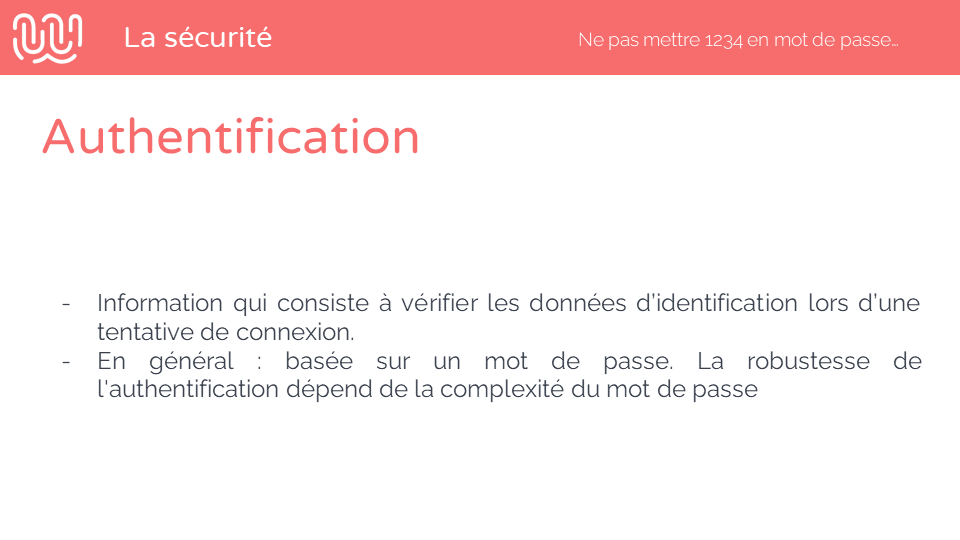 La sécurité
Ne pas mettre 1234 en mot de passe…
Authentification
- Information qui consiste à vérifier les données d’identification lors d’une
tentative de connexion.
- En général : basée sur un mot de passe. La robustesse de
l'authentification dépend de la complexité du mot de passe